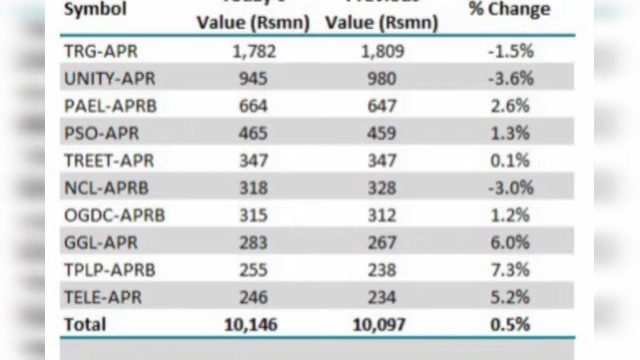 Symbol Value (Rsmn) Value (Rsmn) % Change
TRG-APR 1,782 1,809 -1.5%
UNITY-APR 945 980 -3.6%
PAEL-APRB 664 647 2.6%
PSO-APR 465 459 1.3%
TREET-APR 347 347 0.1%
NCL-APRB 318 328 -3.0%
OGDC-APRB 315 312 1.2%
GGL-APR 283 267 6.0%
TPLP-APRB 255 238 7.3%
TELE-APR 246 234 5.2%
Total 10,146 10,097 0.5%